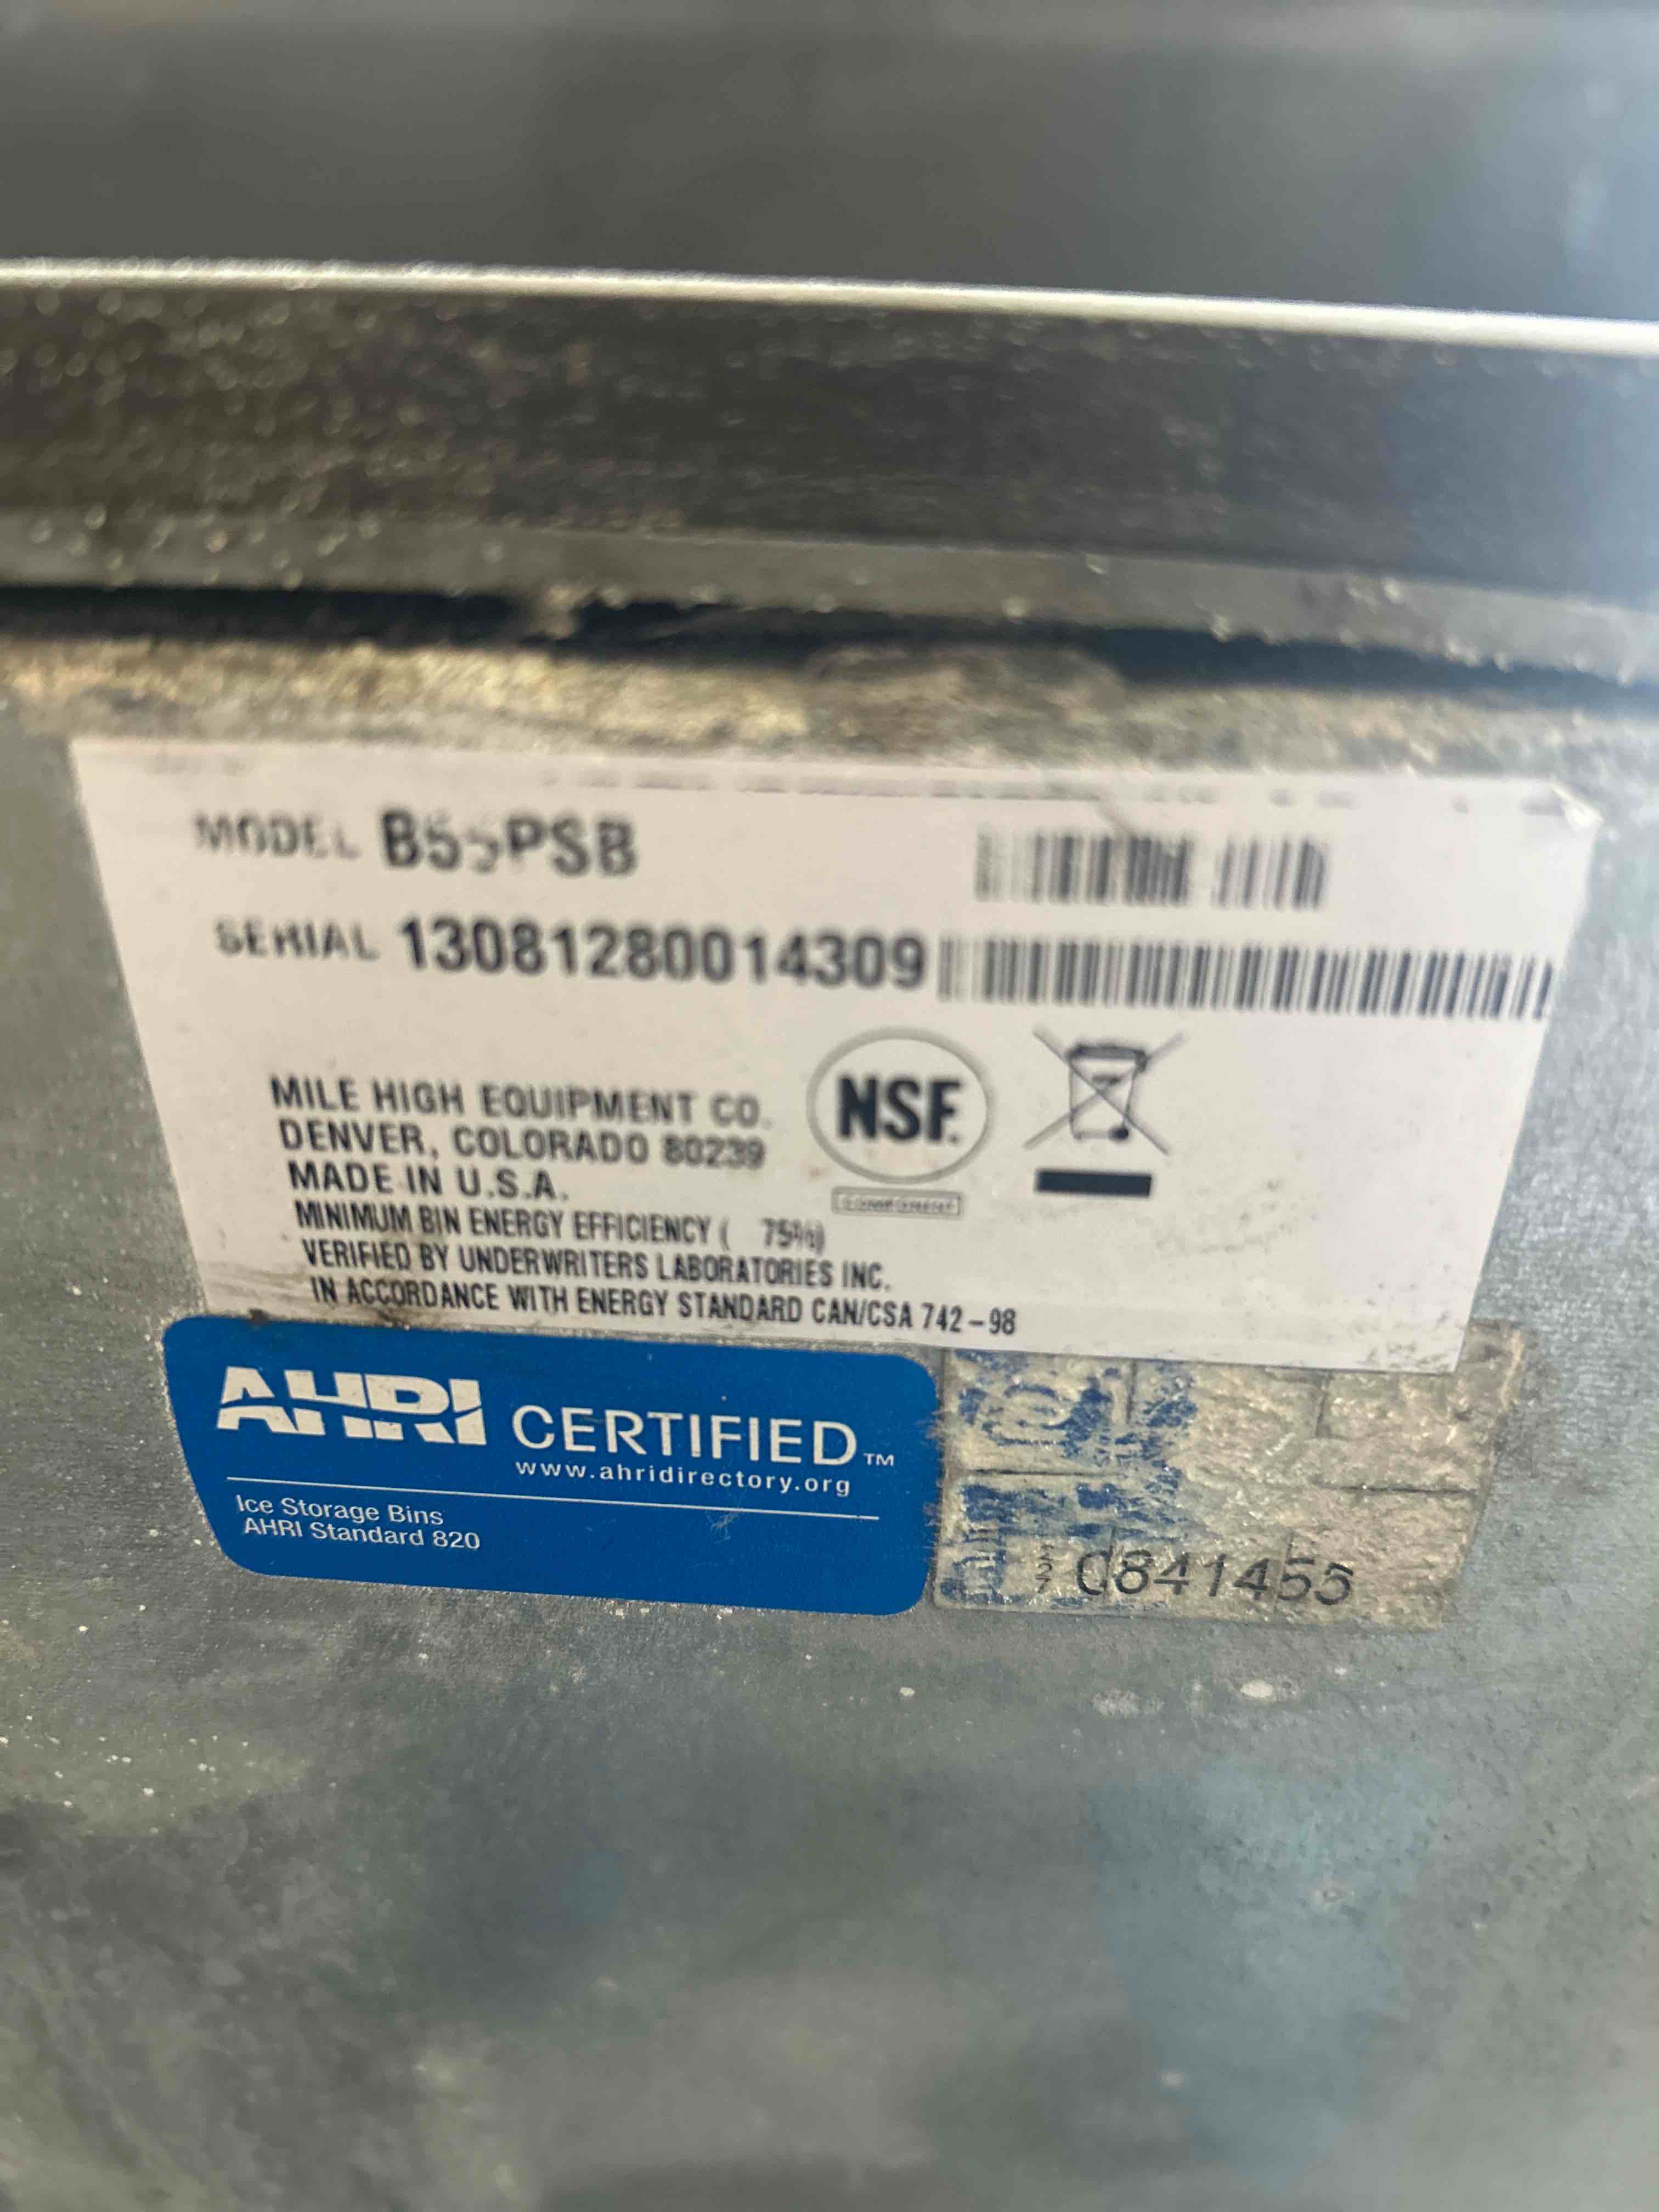 MODEL B55PSB
SERIAL 13081280014309
MILE HIGH EQUIPMENT CO.
DENVER, COLORADO 80239
MADE IN U.S.A.
MINIMUM BIN ENERGY EFFICIENCY ( 75%)
VERIFIED BY UNDERWRITERS LABORATORIES INC.
IN ACCORDANCE WITH ENERGY STANDARD CAN/CSA 742-98
NSF.
COMPONENT
AHRI CERTIFIED™
www.ahridirectory.org
Ice Storage Bins
AHRI Standard 820
0841455